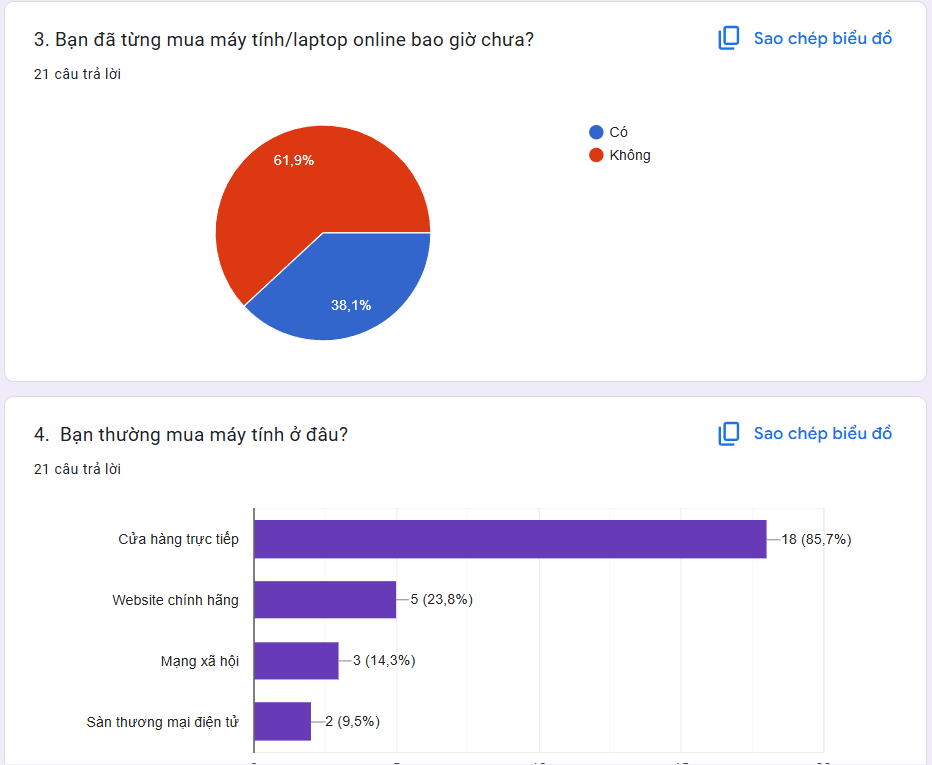 3. Bạn đã từng mua máy tính/laptop online bao giờ chưa?
Sao chép biểu đồ
21 câu trả lời
Có
Không
61,9%
38,1%
4.  Bạn thường mua máy tính ở đâu?
Sao chép biểu đồ
21 câu trả lời
Cửa hàng trực tiếp
18 (85,7%)
Website chính hãng
5 (23,8%)
Mạng xã hội
3 (14,3%)
Sàn thương mại điện tử
2 (9,5%)